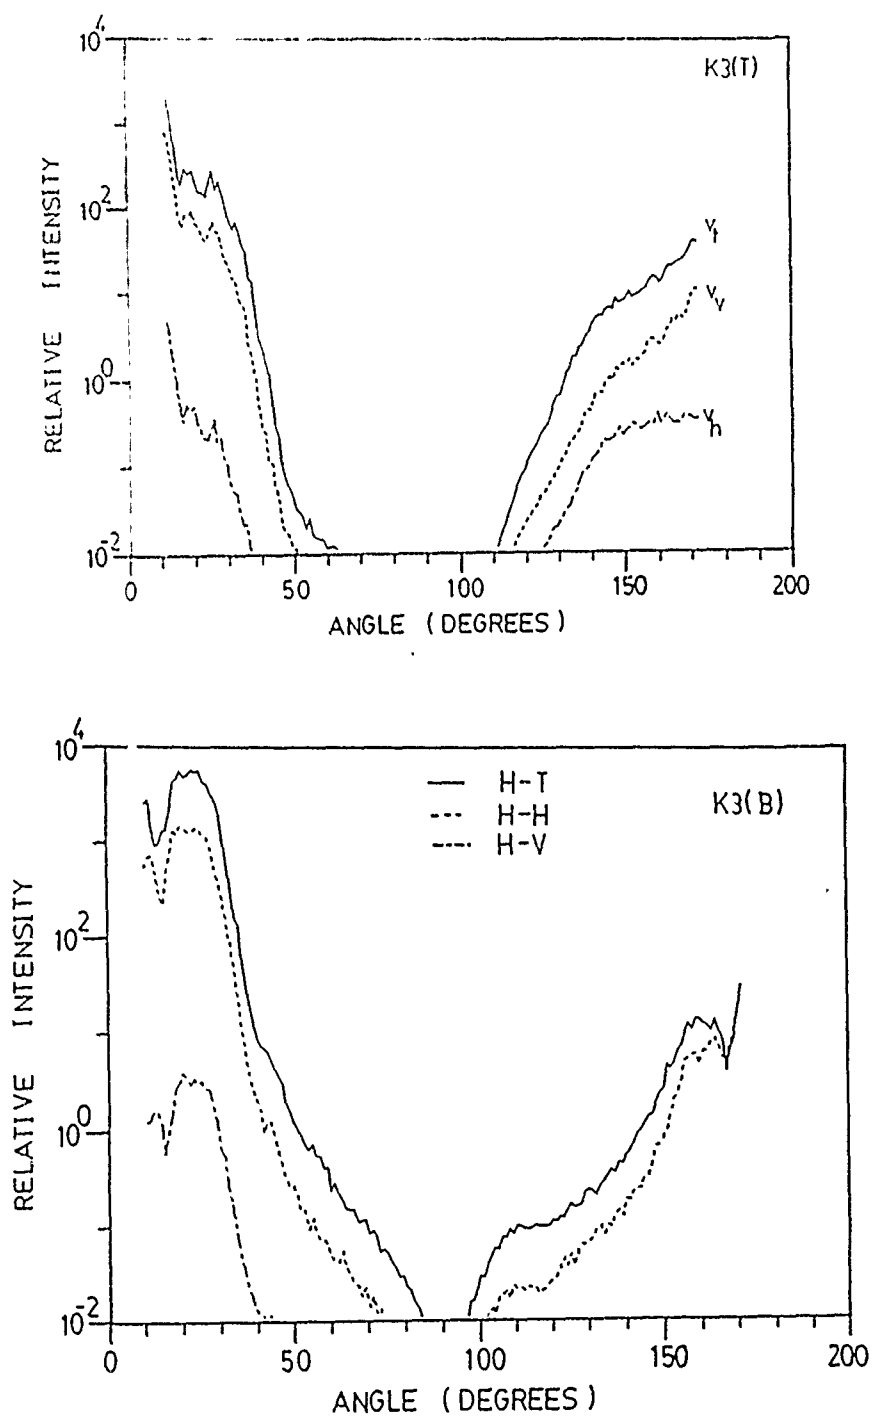 10^4
K3(T)
10^2
V_t
V_v
10^0
V_h
10^-2
0 50 100 150 200
ANGLE (DEGREES)
RELATIVE INTENSITY
10^4
H-T
K3(B)
H-H
H-V
10^2
10^0
10^-2
0 50 100 150 200
ANGLE (DEGREES)
RELATIVE INTENSITY